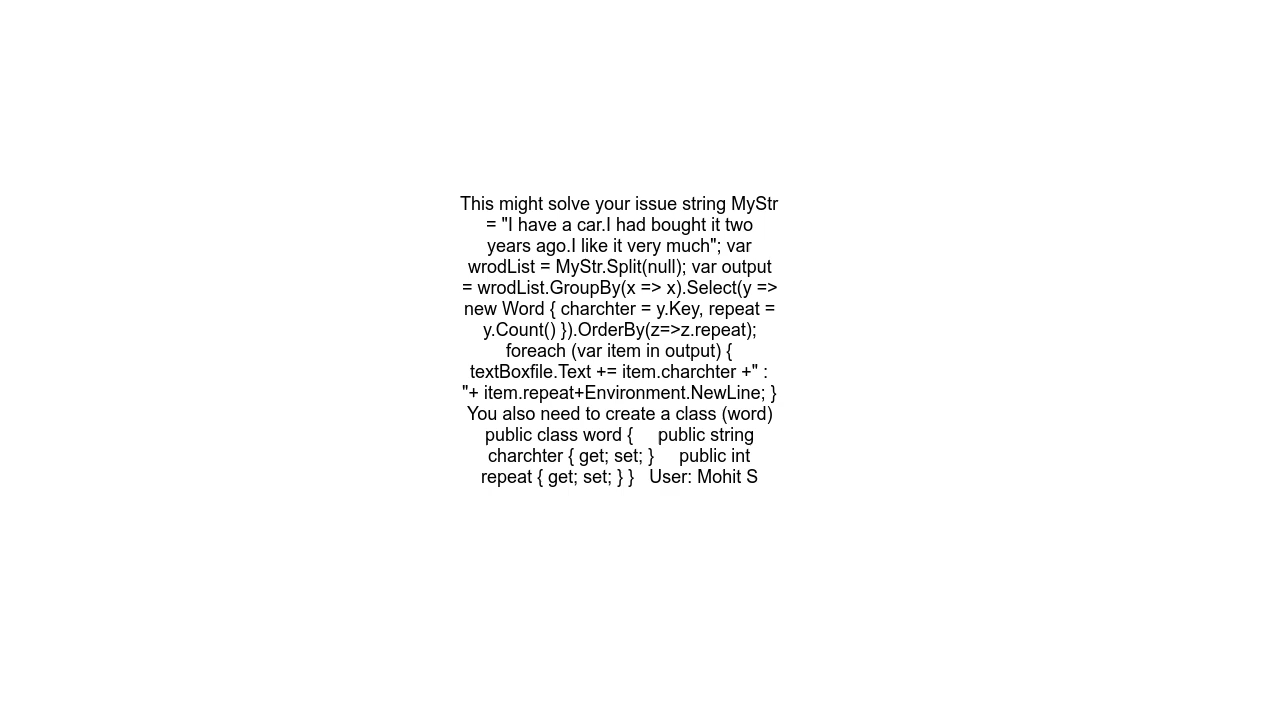 This might solve your issue string MyStr
= "I have a car.I had bought it two
years ago.I like it very much"; var
wrodList = MyStr.Split(null); var output
= wrodList.GroupBy(x => x).Select(y =>
new Word { charchter = y.Key, repeat =
y.Count() }).OrderBy(z=>z.repeat);
foreach (var item in output) {
textBoxfile.Text += item.charchter +" :
"+ item.repeat+Environment.NewLine; }
You also need to create a class (word)
public class word {     public string
charchter { get; set; }     public int
repeat { get; set; } }   User: Mohit S